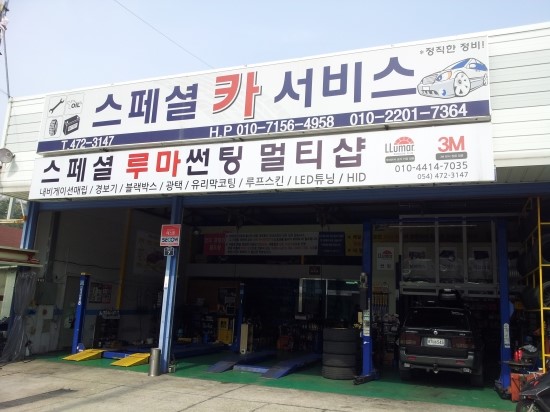 *정직한 정비!
OIL
스페셜 카 서비스
T.472-3147 H.P 010-7156-4958 010-2201-7364
스페셜 루마썬팅 멀티샵
LLumar 3M
010-4414-7035
(054) 472-3147
내비게이션매립 / 경보기 / 블랙박스 / 광택 / 유리막코팅 / 루프스킨 / LED튜닝 / HID